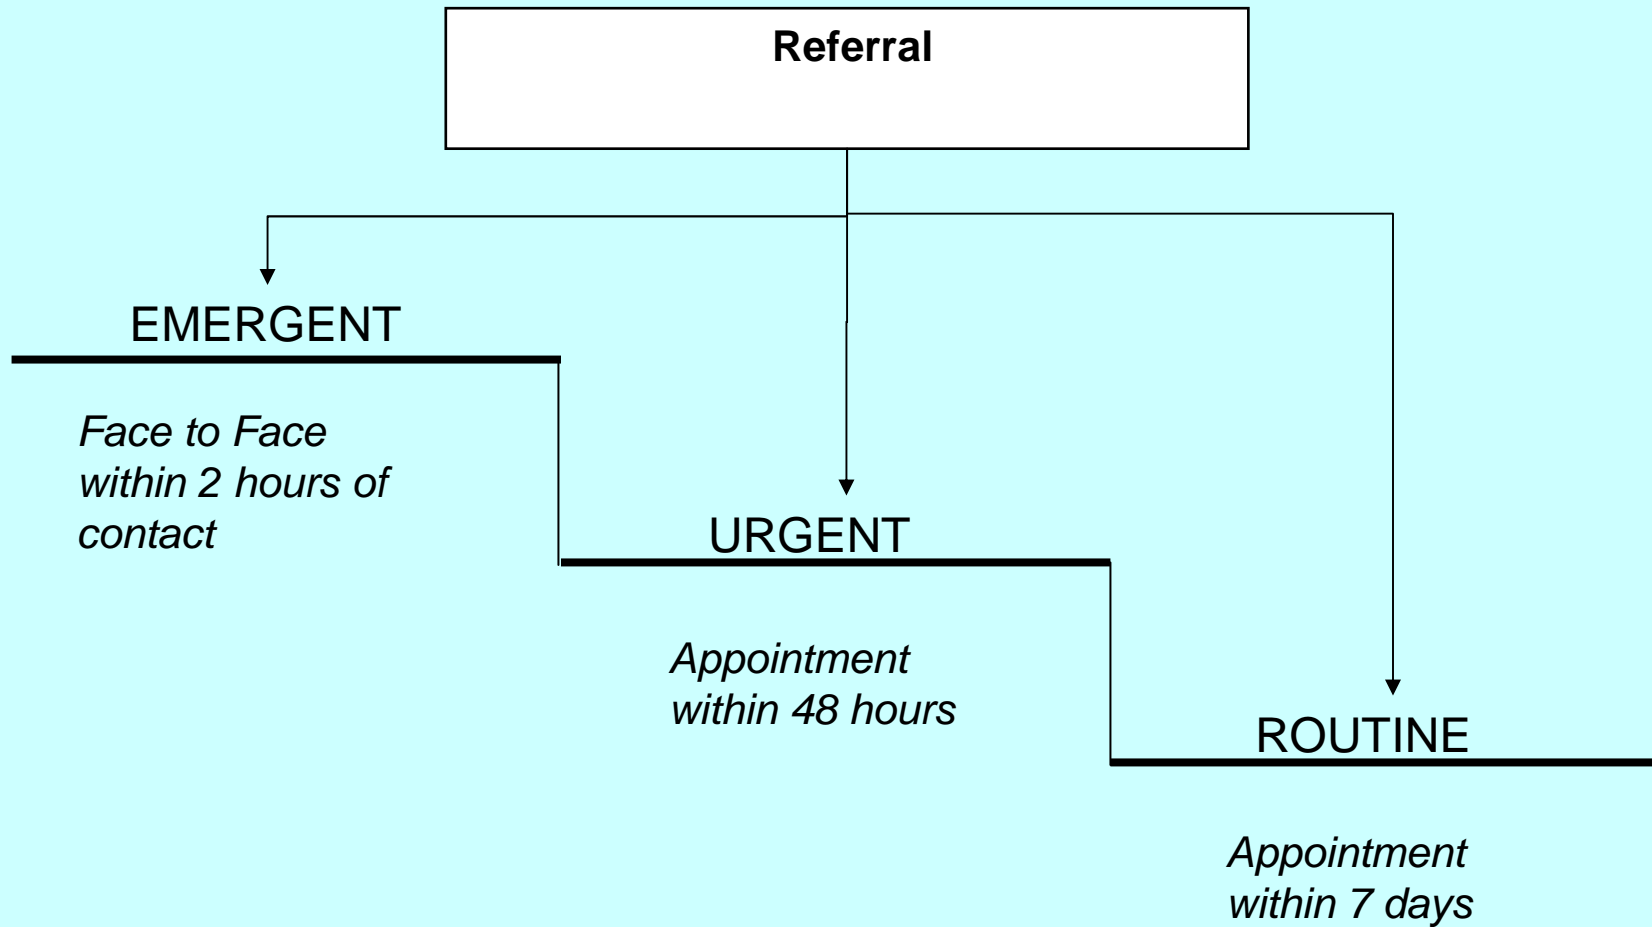 Referral
EMERGENT
Face to Face
within 2 hours of
contact
URGENT
Appointment
within 48 hours
ROUTINE
Appointment
within 7 days